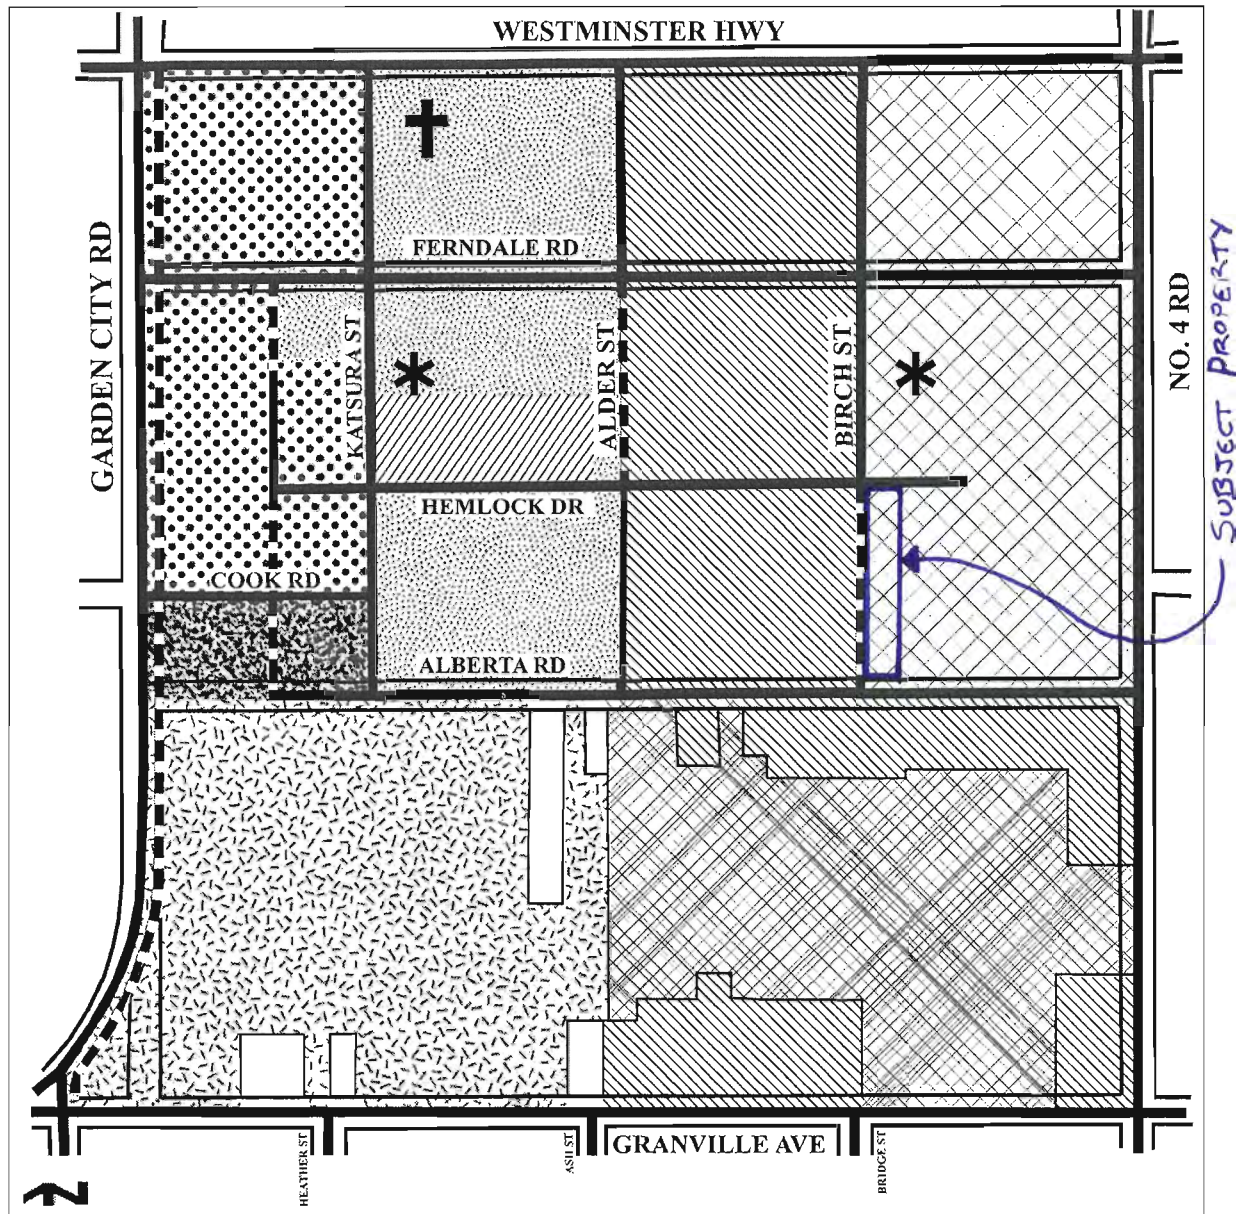 WESTMINSTER HWY
FERNDALE RD
GARDEN CITY RD
KATSURA ST
ALDER ST
BIRCH ST
NO. 4 RD
SUBJECT PROPERTY
HEMLOCK DR
COOK RD
ALBERTA RD
HEATHER ST
ASH ST
GRANVILLE AVE
BRIDGE ST